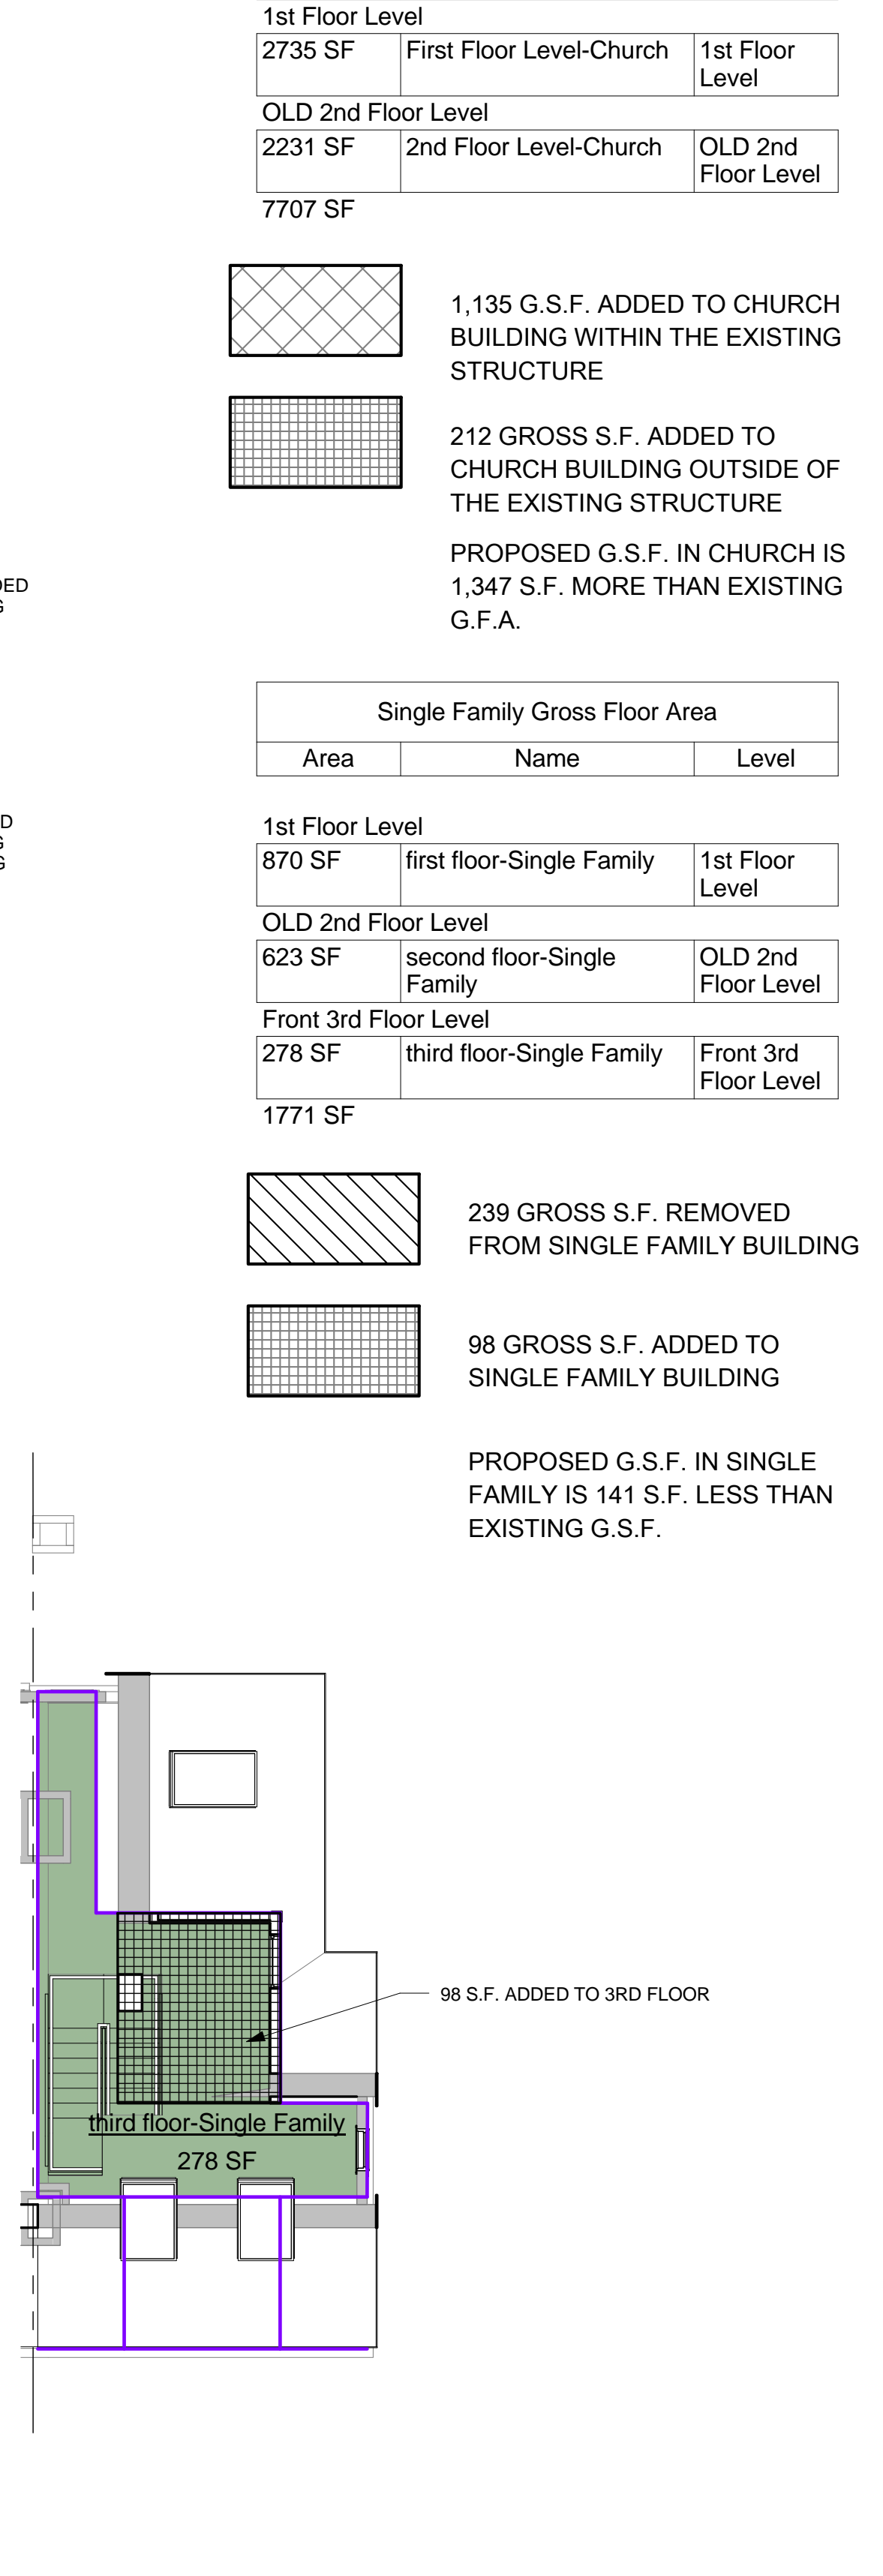 1st Floor Level
2735 SF First Floor Level-Church 1st Floor
Level
OLD 2nd Floor Level
2231 SF 2nd Floor Level-Church OLD 2nd
Floor Level
7707 SF
1,135 G.S.F. ADDED TO CHURCH
BUILDING WITHIN THE EXISTING
STRUCTURE
212 GROSS S.F. ADDED TO
CHURCH BUILDING OUTSIDE OF
THE EXISTING STRUCTURE
PROPOSED G.S.F. IN CHURCH IS
1,347 S.F. MORE THAN EXISTING
G.F.A.
Single Family Gross Floor Area
Area Name Level
1st Floor Level
870 SF first floor-Single Family 1st Floor
Level
OLD 2nd Floor Level
623 SF second floor-Single OLD 2nd
Family Floor Level
Front 3rd Floor Level
278 SF third floor-Single Family Front 3rd
Floor Level
1771 SF
239 GROSS S.F. REMOVED
FROM SINGLE FAMILY BUILDING
98 GROSS S.F. ADDED TO
SINGLE FAMILY BUILDING
PROPOSED G.S.F. IN SINGLE
FAMILY IS 141 S.F. LESS THAN
EXISTING G.S.F.
98 S.F. ADDED TO 3RD FLOOR
third floor-Single Family
278 SF